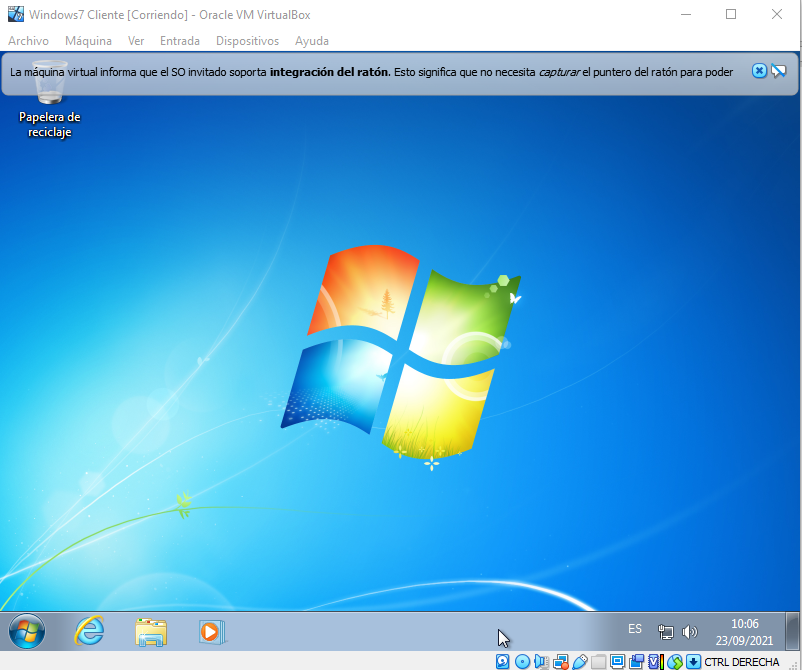 Windows7 Cliente [Corriendo] - Oracle VM VirtualBox
Archivo Máquina Ver Entrada Dispositivos Ayuda
La máquina virtual informa que el SO invitado soporta integración del ratón. Esto significa que no necesita capturar el puntero del ratón para poder
Papelera de
reciclaje
ES
10:06
23/09/2021
CTRL DERECHA